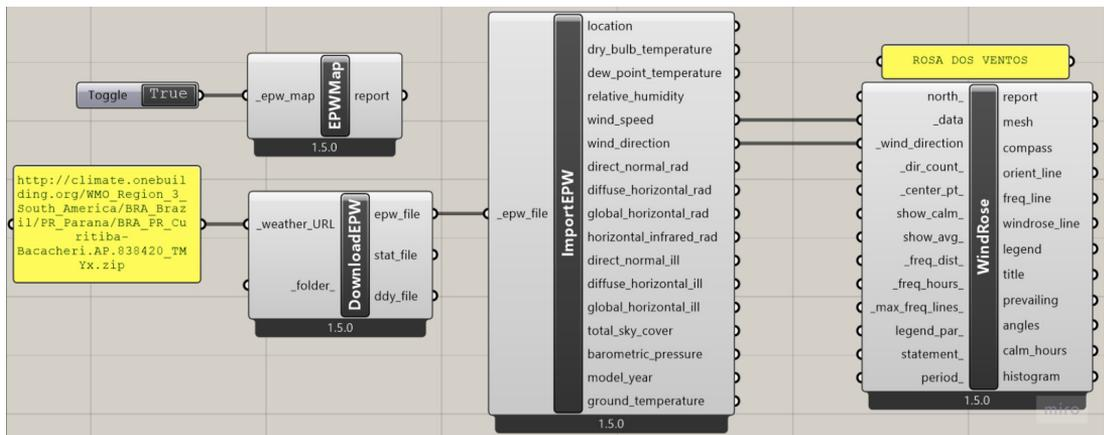 Toggle True
_epw_map
EPWMap
report
1.5.0
http://climate.onebuil
ding.org/WMO_Region_3_
South_America/BRA_Braz
il/PR_Parana/BRA_PR_Cu
ritiba-
Bacacheri.AP.838420_TM
Yx.zip
_weather_URL
_folder_
DownloadEPW
epw_file
stat_file
ddy_file
1.5.0
_epw_file
ImportEPW
location
dry_bulb_temperature
dew_point_temperature
relative_humidity
wind_speed
wind_direction
direct_normal_rad
diffuse_horizontal_rad
global_horizontal_rad
horizontal_infrared_rad
direct_normal_ill
diffuse_horizontal_ill
global_horizontal_ill
total_sky_cover
barometric_pressure
model_year
ground_temperature
1.5.0
ROSA DOS VENTOS
north_
_data
_wind_direction
_dir_count_
_center_pt_
show_calm_
show_avg_
_freq_dist_
_freq_hours_
_max_freq_lines_
legend_par_
statement_
period_
WindRose
report
mesh
compass
orient_line
freq_line
windrose_line
legend
title
prevailing
angles
calm_hours
histogram
1.5.0
miro